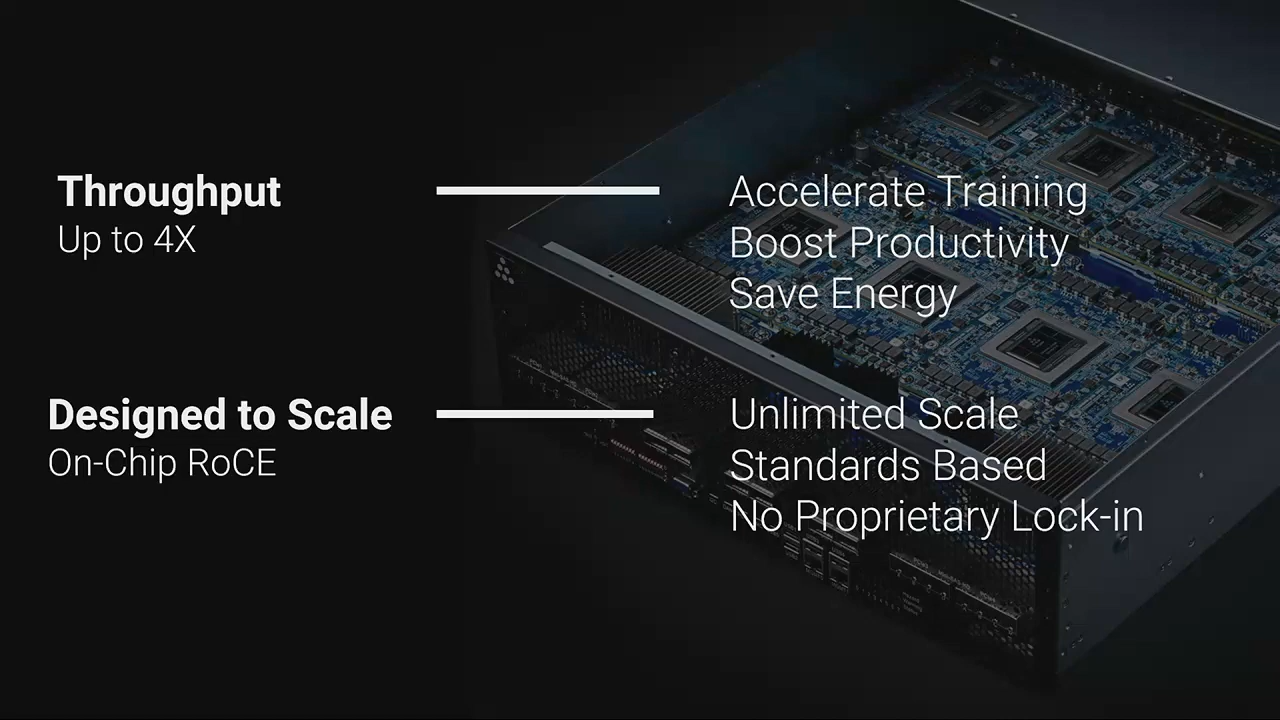 Throughput
Up to 4X
Accelerate Training
Boost Productivity
Save Energy
Designed to Scale
On-Chip RoCE
Unlimited Scale
Standards Based
No Proprietary Lock-in